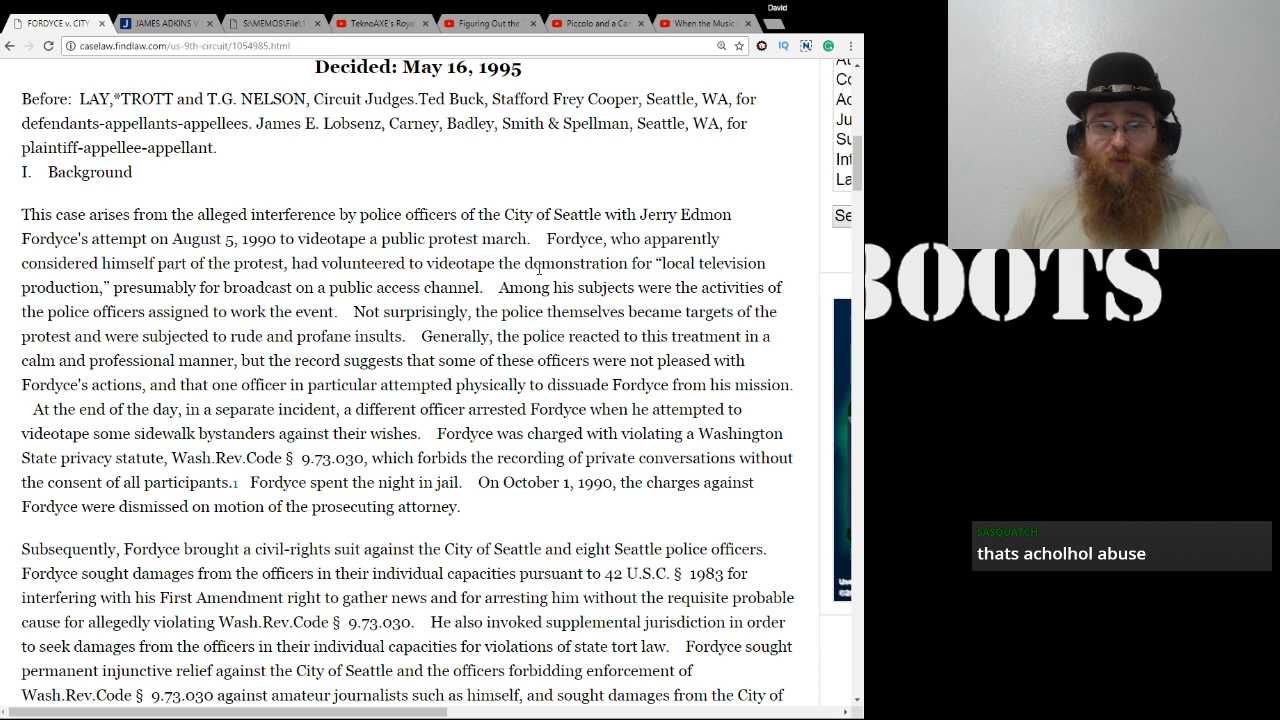 David
FORDYCE v. CITY
JAMES ADKINS V.
S:\MEMOS\File\1
TeknoAXE's Royal
Figuring Out the
Piccolo and a Ca
When the Music
caselaw.findlaw.com/us-9th-circuit/1054985.html
IQ
N
Decided: May 16, 1995
Before: LAY,*TROTT and T.G. NELSON, Circuit Judges.Ted Buck, Stafford Frey Cooper, Seattle, WA, for
defendants-appellants-appellees. James E. Lobsenz, Carney, Badley, Smith & Spellman, Seattle, WA, for
plaintiff-appellee-appellant.
I. Background
This case arises from the alleged interference by police officers of the City of Seattle with Jerry Edmon
Fordyce's attempt on August 5, 1990 to videotape a public protest march. Fordyce, who apparently
considered himself part of the protest, had volunteered to videotape the demonstration for “local television
production,” presumably for broadcast on a public access channel. Among his subjects were the activities of
the police officers assigned to work the event. Not surprisingly, the police themselves became targets of the
protest and were subjected to rude and profane insults. Generally, the police reacted to this treatment in a
calm and professional manner, but the record suggests that some of these officers were not pleased with
Fordyce's actions, and that one officer in particular attempted physically to dissuade Fordyce from his mission.
At the end of the day, in a separate incident, a different officer arrested Fordyce when he attempted to
videotape some sidewalk bystanders against their wishes. Fordyce was charged with violating a Washington
State privacy statute, Wash.Rev.Code § 9.73.030, which forbids the recording of private conversations without
the consent of all participants.1 Fordyce spent the night in jail. On October 1, 1990, the charges against
Fordyce were dismissed on motion of the prosecuting attorney.
Subsequently, Fordyce brought a civil-rights suit against the City of Seattle and eight Seattle police officers.
Fordyce sought damages from the officers in their individual capacities pursuant to 42 U.S.C. § 1983 for
interfering with his First Amendment right to gather news and for arresting him without the requisite probable
cause for allegedly violating Wash.Rev.Code § 9.73.030. He also invoked supplemental jurisdiction in order
to seek damages from the officers in their individual capacities for violations of state tort law. Fordyce sought
permanent injunctive relief against the City of Seattle and the officers forbidding enforcement of
Wash.Rev.Code § 9.73.030 against amateur journalists such as himself, and sought damages from the City of
Co
Ac
Ju
Su
Int
La
Se
BOOTS
SASQUATCH
thats acholhol abuse